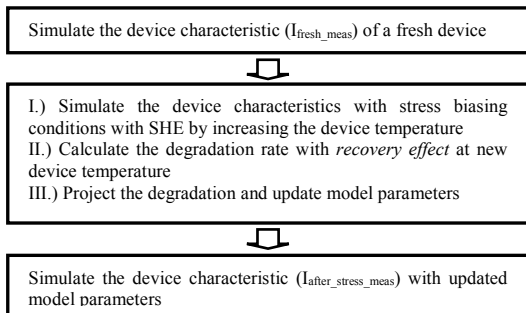 Simulate the device characteristic (Ifresh_meas) of a fresh device
I.) Simulate the device characteristics with stress biasing
conditions with SHE by increasing the device temperature
II.) Calculate the degradation rate with recovery effect at new
device temperature
III.) Project the degradation and update model parameters
Simulate the device characteristic (Iafter_stress_meas) with updated
model parameters